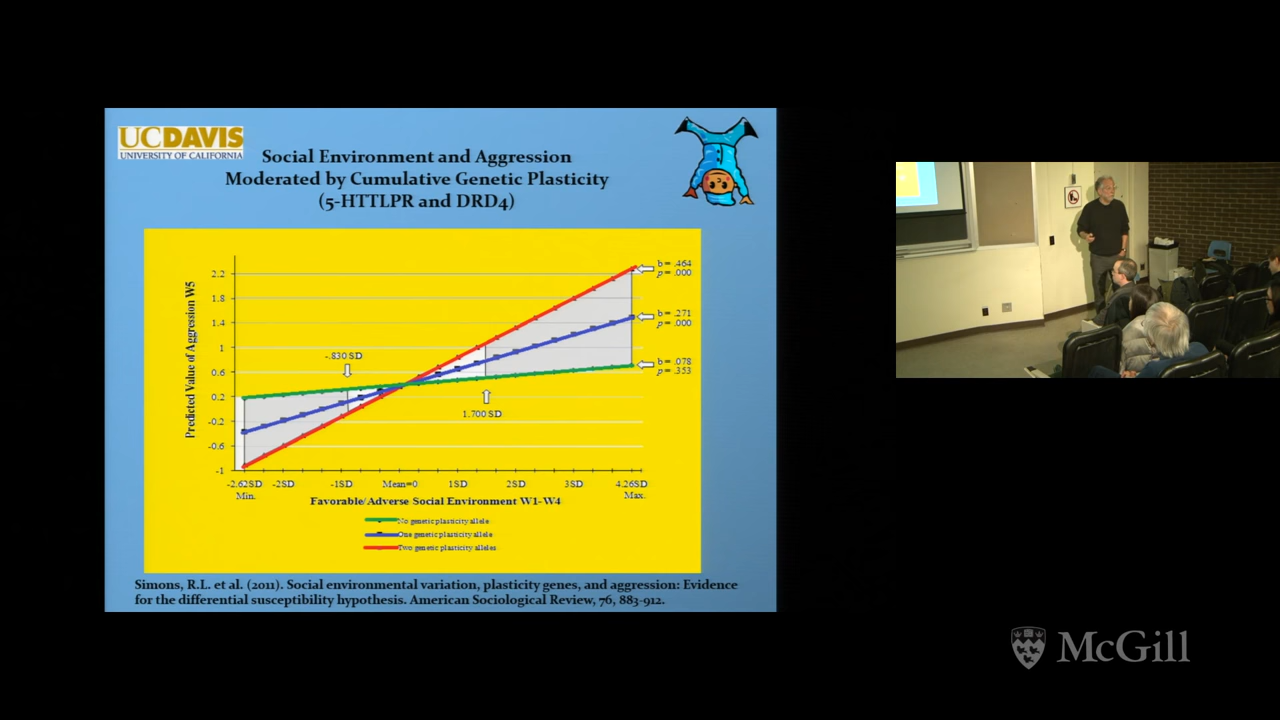 UCDAVIS
UNIVERSITY OF CALIFORNIA
Social Environment and Aggression
Moderated by Cumulative Genetic Plasticity
(5-HTTLPR and DRD4)
Predicted Value of Aggression W5
2.2
1.8
1.4
1
0.6
0.2
-0.2
-0.6
-1
b = .464
p = .000
b = .271
p = .000
b = .078
p = .353
-.830 SD
1.700 SD
-2.62SD -2SD -1SD Mean=0 1SD 2SD 3SD 4.26SD
Min. Max.
Favorable/Adverse Social Environment W1-W4
No genetic plasticity allele
One genetic plasticity allele
Two genetic plasticity alleles
Simons, R.L. et al. (2011). Social environmental variation, plasticity genes, and aggression: Evidence
for the differential susceptibility hypothesis. American Sociological Review, 76, 883-912.
McGill